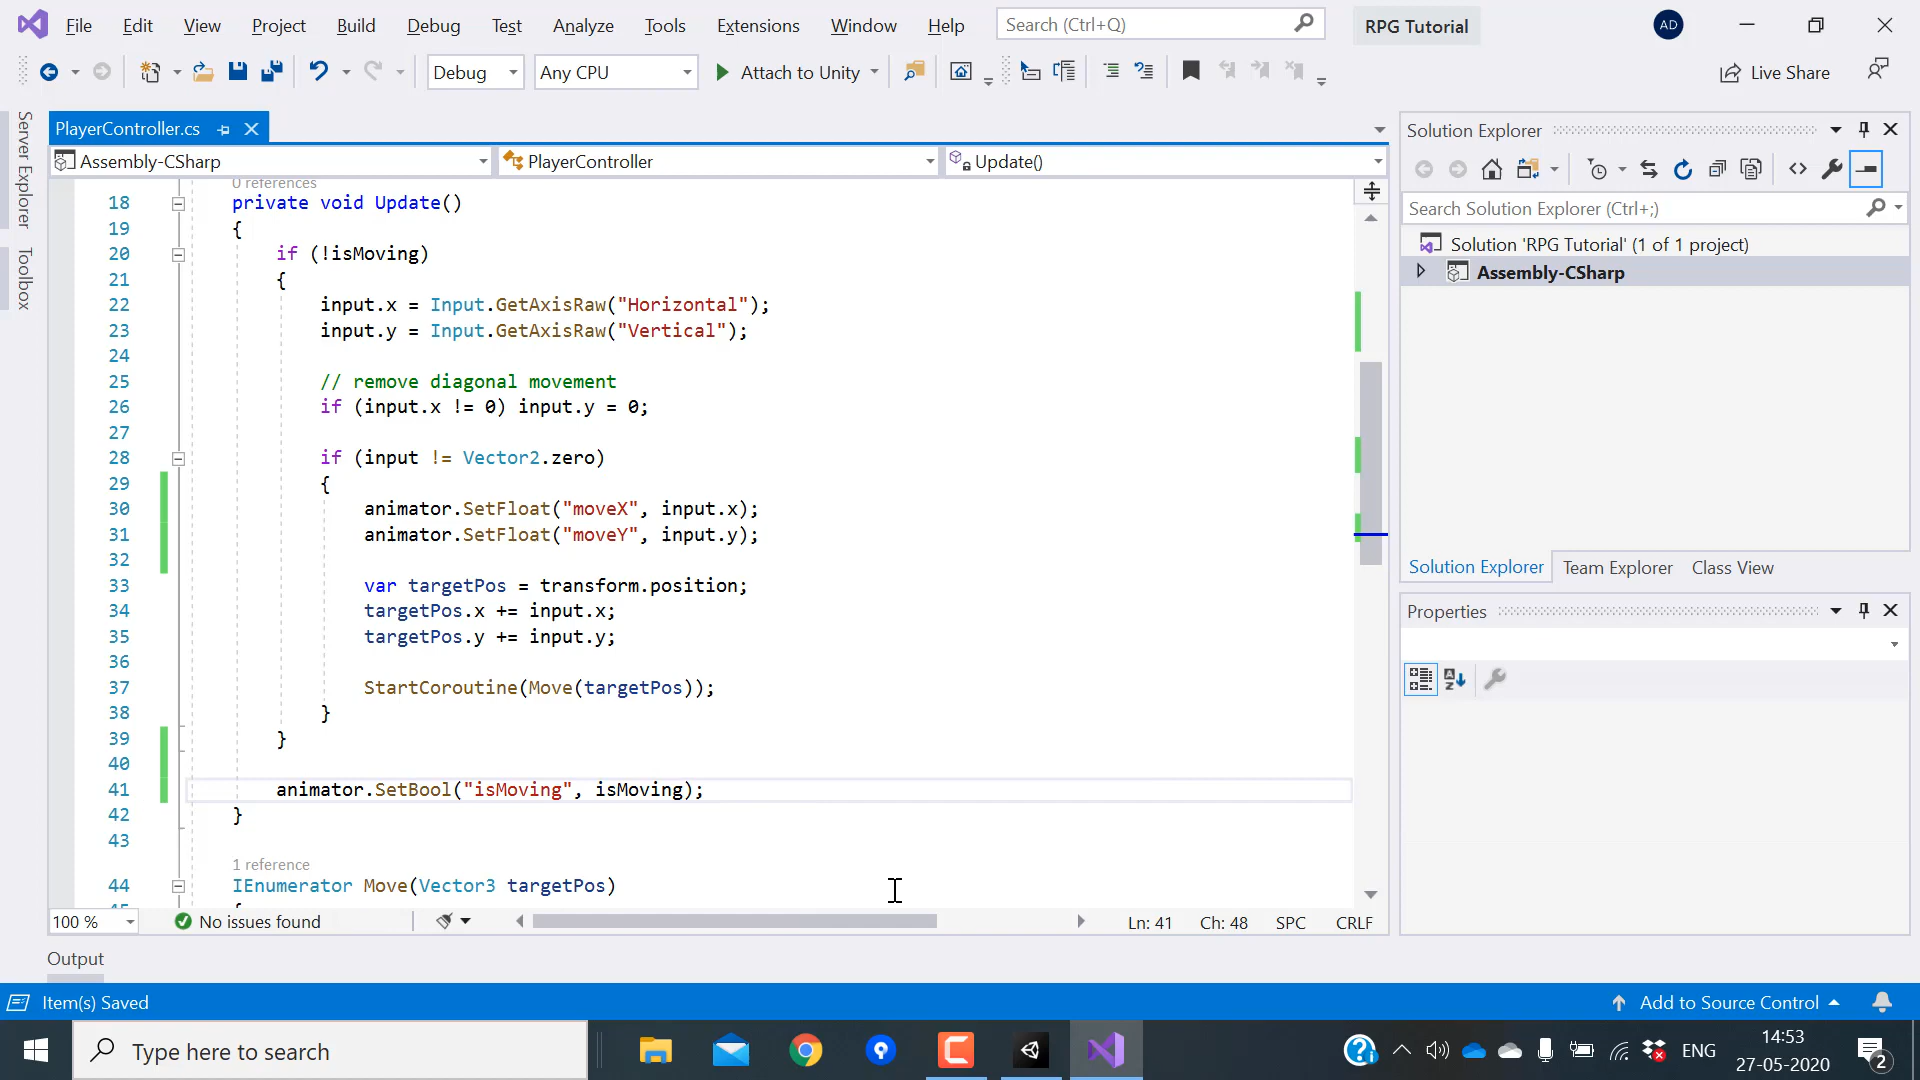 File Edit View Project Build Debug Test Analyze Tools Extensions Window Help Search (Ctrl+Q) RPG Tutorial AD
Debug Any CPU Attach to Unity Live Share
Server Explorer
Toolbox
PlayerController.cs
Assembly-CSharp PlayerController Update()
0 references
18 private void Update()
19 {
20 if (!isMoving)
21 {
22 input.x = Input.GetAxisRaw("Horizontal");
23 input.y = Input.GetAxisRaw("Vertical");
24
25 // remove diagonal movement
26 if (input.x != 0) input.y = 0;
27
28 if (input != Vector2.zero)
29 {
30 animator.SetFloat("moveX", input.x);
31 animator.SetFloat("moveY", input.y);
32
33 var targetPos = transform.position;
34 targetPos.x += input.x;
35 targetPos.y += input.y;
36
37 StartCoroutine(Move(targetPos));
38 }
39 }
40
41 animator.SetBool("isMoving", isMoving);
42 }
43
1 reference
44 IEnumerator Move(Vector3 targetPos)
100 % No issues found Ln: 41 Ch: 48 SPC CRLF
Solution Explorer
Search Solution Explorer (Ctrl+;)
Solution 'RPG Tutorial' (1 of 1 project)
Assembly-CSharp
Solution Explorer Team Explorer Class View
Properties
Output
Item(s) Saved Add to Source Control
Type here to search
ENG
14:53
27-05-2020
2